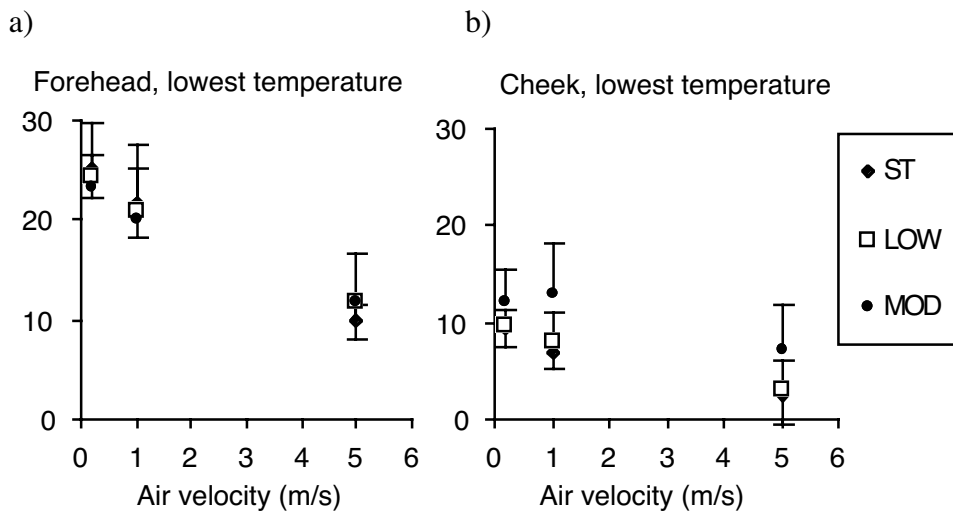 a)
Forehead, lowest temperature
30
20
10
0
0 1 2 3 4 5 6
Air velocity (m/s)
b)
Cheek, lowest temperature
30
20
10
0
0 1 2 3 4 5 6
Air velocity (m/s)
ST
LOW
MOD